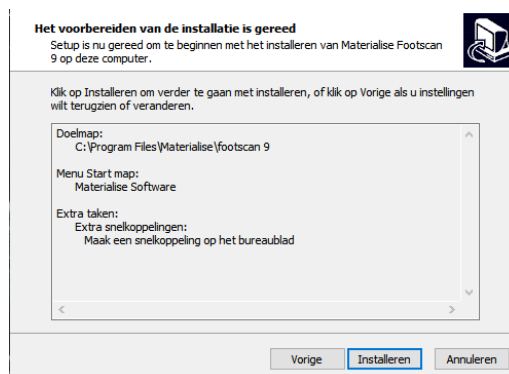 Het voorbereiden van de installatie is gereed
Setup is nu gereed om te beginnen met het installeren van Materialise Footscan
9 op deze computer.
Klik op Installeren om verder te gaan met installeren, of klik op Vorige als u instellingen
wilt terugzien of veranderen.
Doelmap:
C:\Program Files\Materialise\footscan 9
Menu Start map:
Materialise Software
Extra taken:
Extra snelkoppelingen:
Maak een snelkoppeling op het bureaublad
Vorige
Installeren
Annuleren